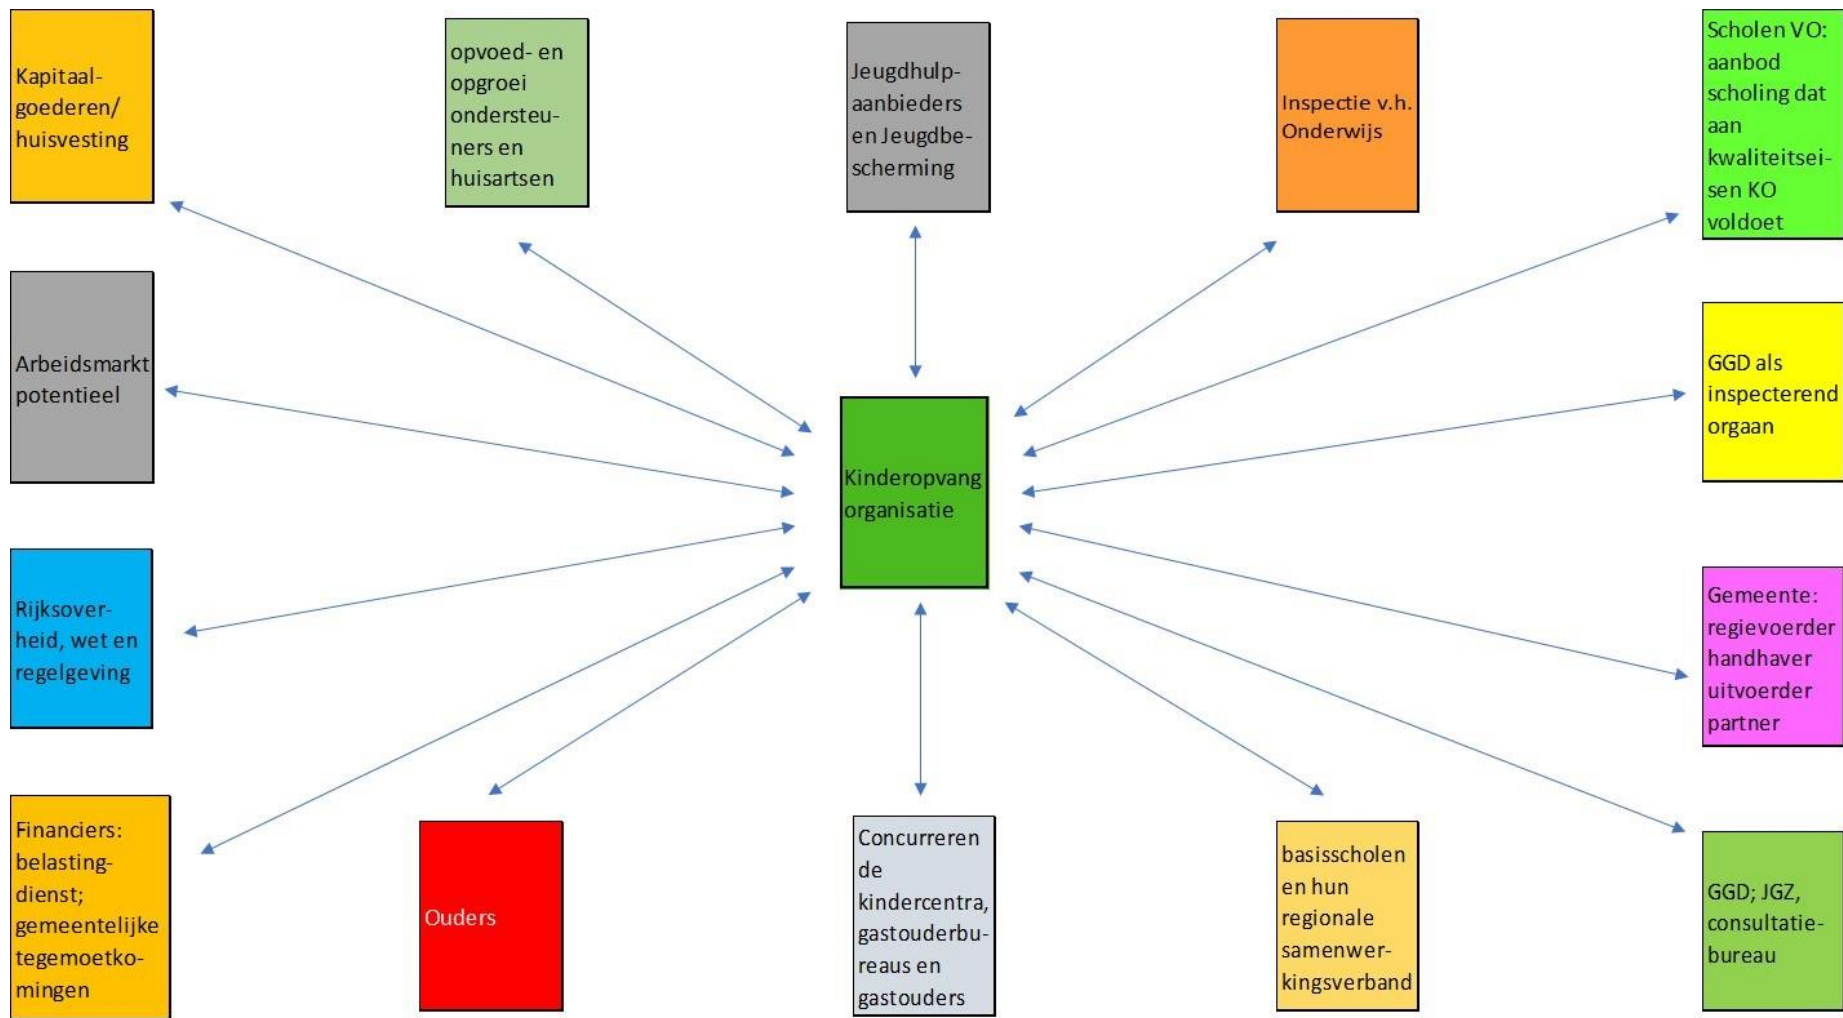 Kapitaal-
goederen/
huisvesting
opvoed- en
opgroei
ondersteu-
ners en
huisartsen
Jeugdhulp-
aanbieders
en Jeugdbe-
scherming
Inspectie v.h.
Onderwijs
Scholen VO:
aanbod
scholing dat
aan
kwaliteitsei-
sen KO
voldoet
Arbeidsmarkt
potentieel
Kinderopvang
organisatie
GGD als
inspecterend
orgaan
Rijksover-
heid, wet en
regelgeving
Gemeente:
regievoerder
handhaver
uitvoerder
partner
Financiers:
belasting-
dienst;
gemeentelijke
tegemoetko-
mingen
Ouders
Concurreren
de
kindercentra,
gastouderbu-
reaus en
gastouders
basisscholen
en hun
regionale
samenwer-
kingsverband
GGD; JGZ,
consultatie-
bureau